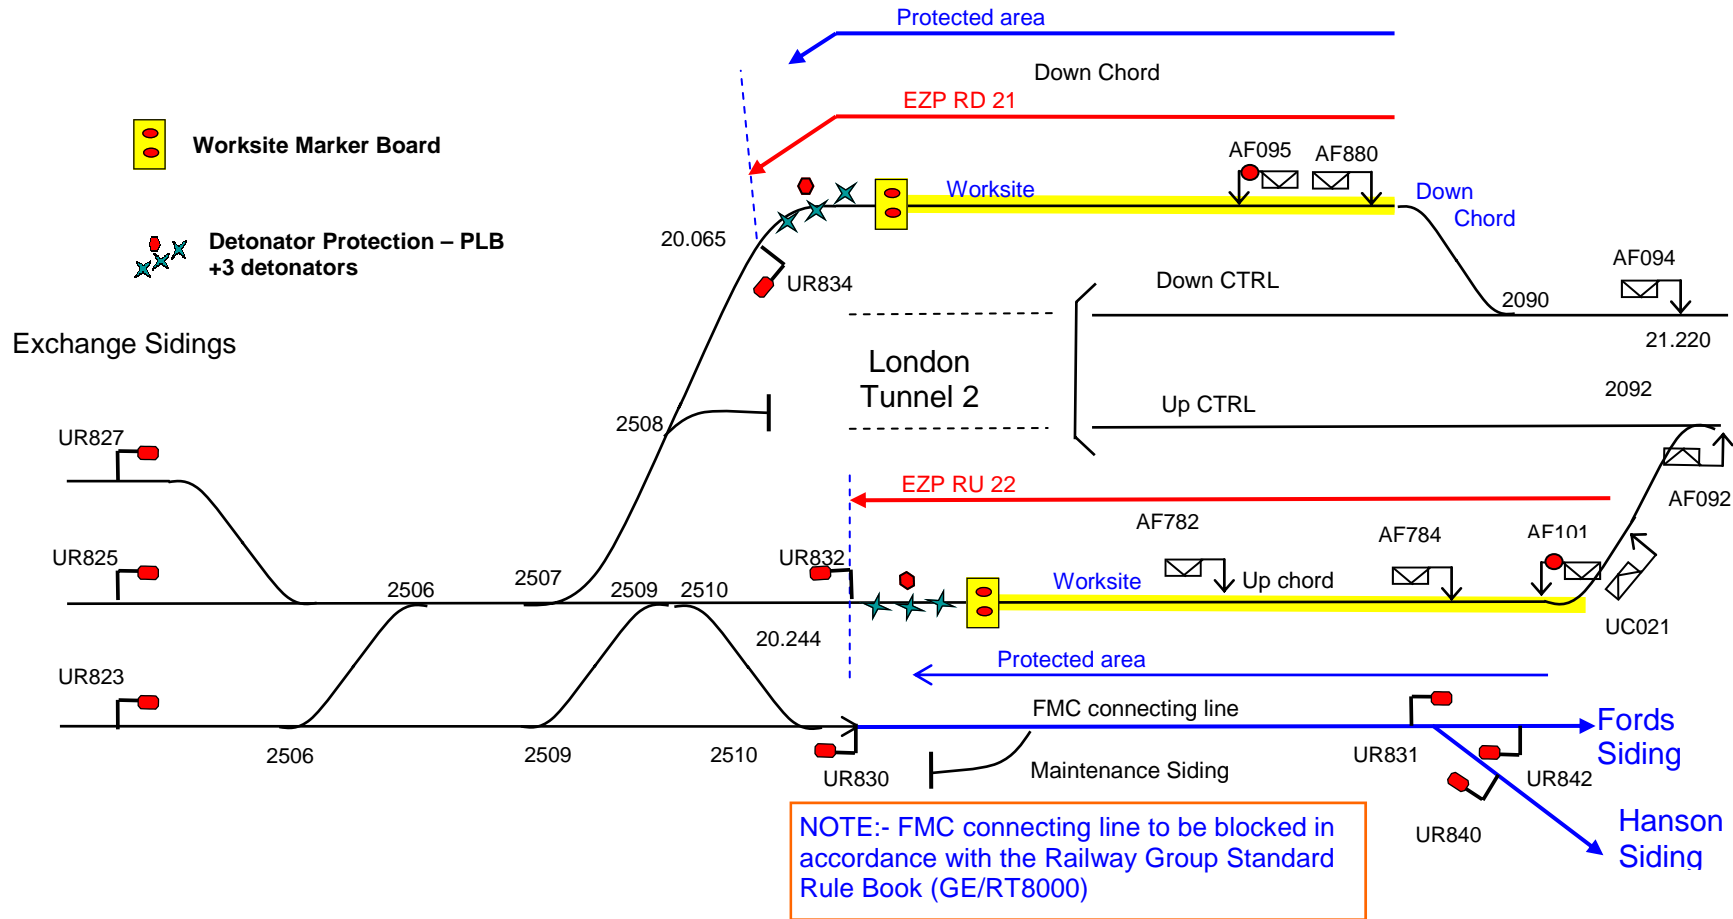 Protected area
Down Chord
EZP RD 21
Worksite Marker Board
AF095
AF880
Worksite
Down
Chord
Detonator Protection – PLB
+3 detonators
20.065
UR834
Down CTRL
AF094
2090
21.220
Exchange Sidings
London
Tunnel 2
2092
Up CTRL
2508
UR827
EZP RU 22
AF092
AF782
AF784
AF101
UR825
UR832
2507
2506
2509
2510
Worksite
Up chord
UC021
20.244
Protected area
UR823
FMC connecting line
Fords
Siding
2506
2509
2510
UR830
Maintenance Siding
UR831
UR842
UR840
Hanson
Siding
NOTE:- FMC connecting line to be blocked in
accordance with the Railway Group Standard
Rule Book (GE/RT8000)